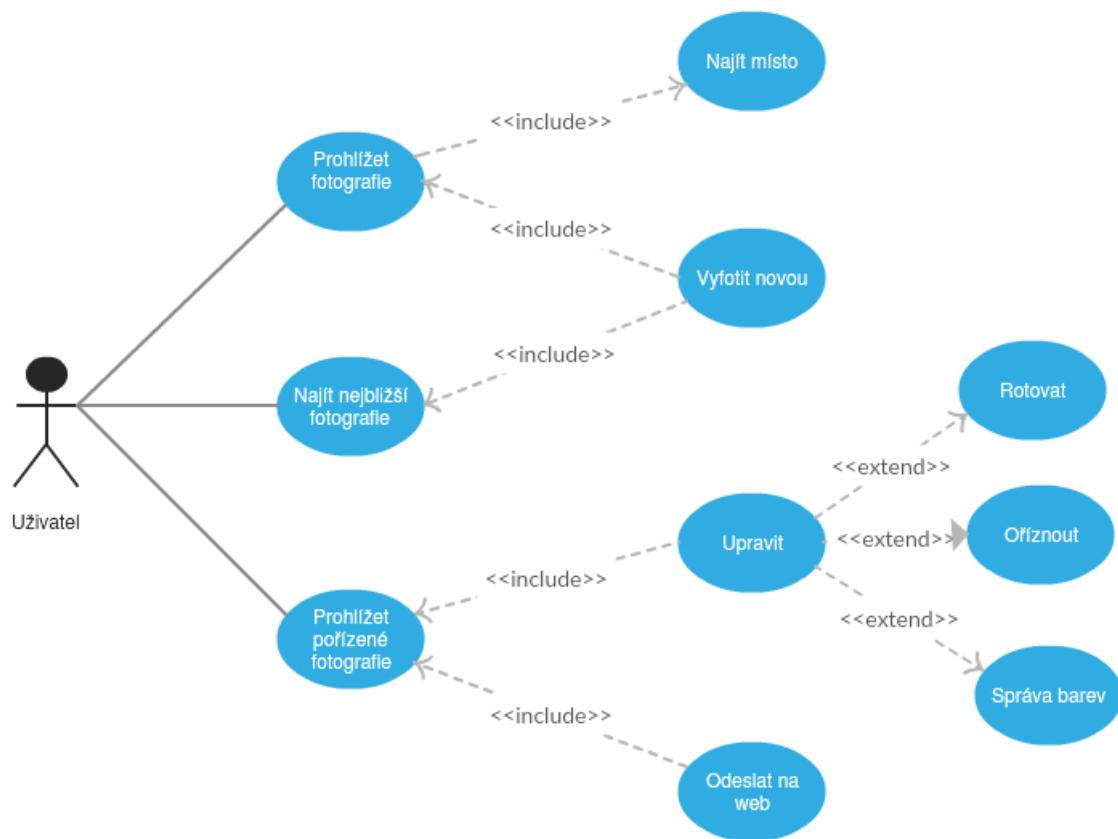 Najít místo
<<include>>
Prohlížet
fotografie
<<include>>
Vyfotit novou
<<include>>
Najít nejbližší
fotografie
Rotovat
<<extend>>
Uživatel
Upravit
<<extend>>
Oříznout
<<include>>
<<extend>>
Prohlížet
pořízené
fotografie
Správa barev
<<include>>
Odeslat na
web